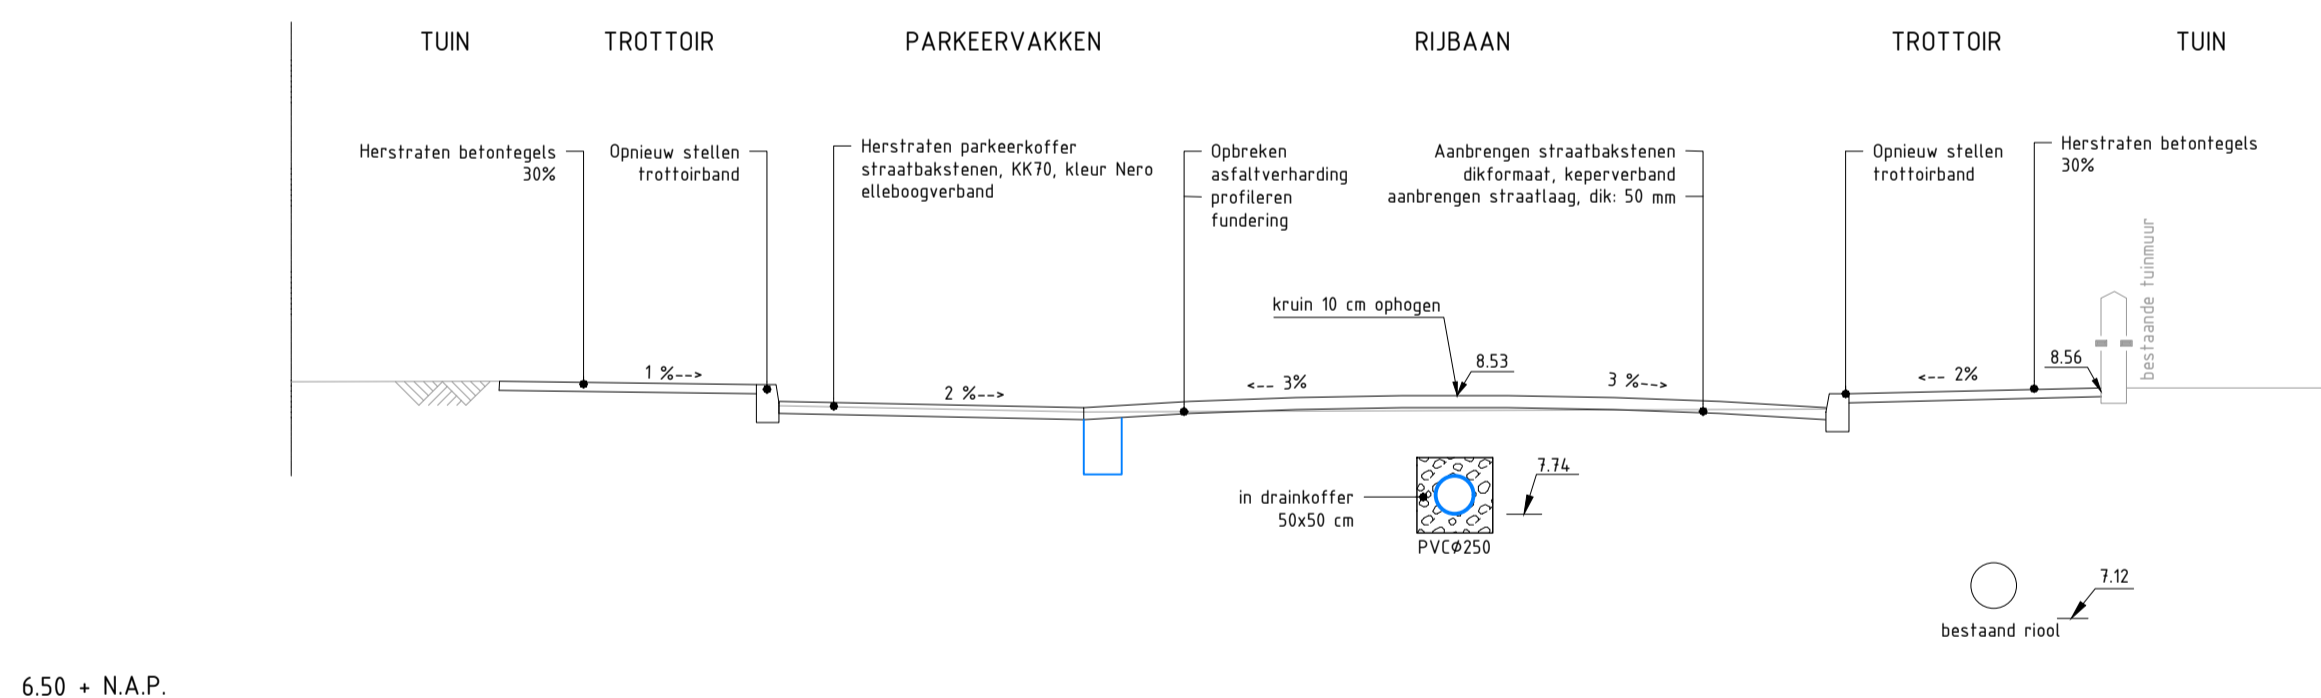 TUIN
TROTTOIR
PARKEERVAKKEN
RIJBAAN
TROTTOIR
TUIN
Herstraten betontegels
30%
Opnieuw stellen
trottoirband
Herstraten parkeerkoffer
straatbakstenen, KK70, kleur Nero
elleboogverband
Opbreken
asfaltverharding
profileren
fundering
Aanbrengen straatbakstenen
dikformaat, keperverband
aanbrengen straatlaag, dik: 50 mm
Opnieuw stellen
trottoirband
Herstraten betontegels
30%
bestaande tuinmuur
kruin 10 cm ophogen
8.53
8.56
1 %-->
2 %-->
<-- 3%
3 %-->
<-- 2%
in drainkoffer
50x50 cm
PVCø250
7.74
7.12
bestaand riool
6.50 + N.A.P.